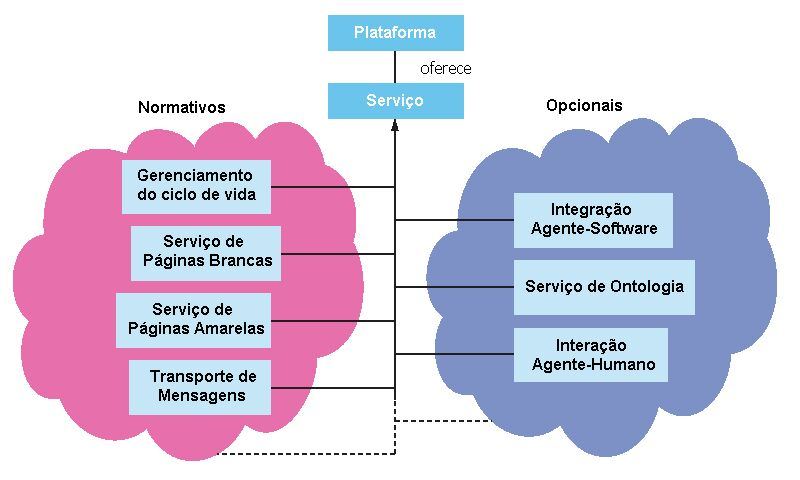 Plataforma
oferece
Serviço
Normativos
Opcionais
Gerenciamento
do ciclo de vida
Serviço de
Páginas Brancas
Serviço de
Páginas Amarelas
Transporte de
Mensagens
Integração
Agente-Software
Serviço de Ontologia
Interação
Agente-Humano